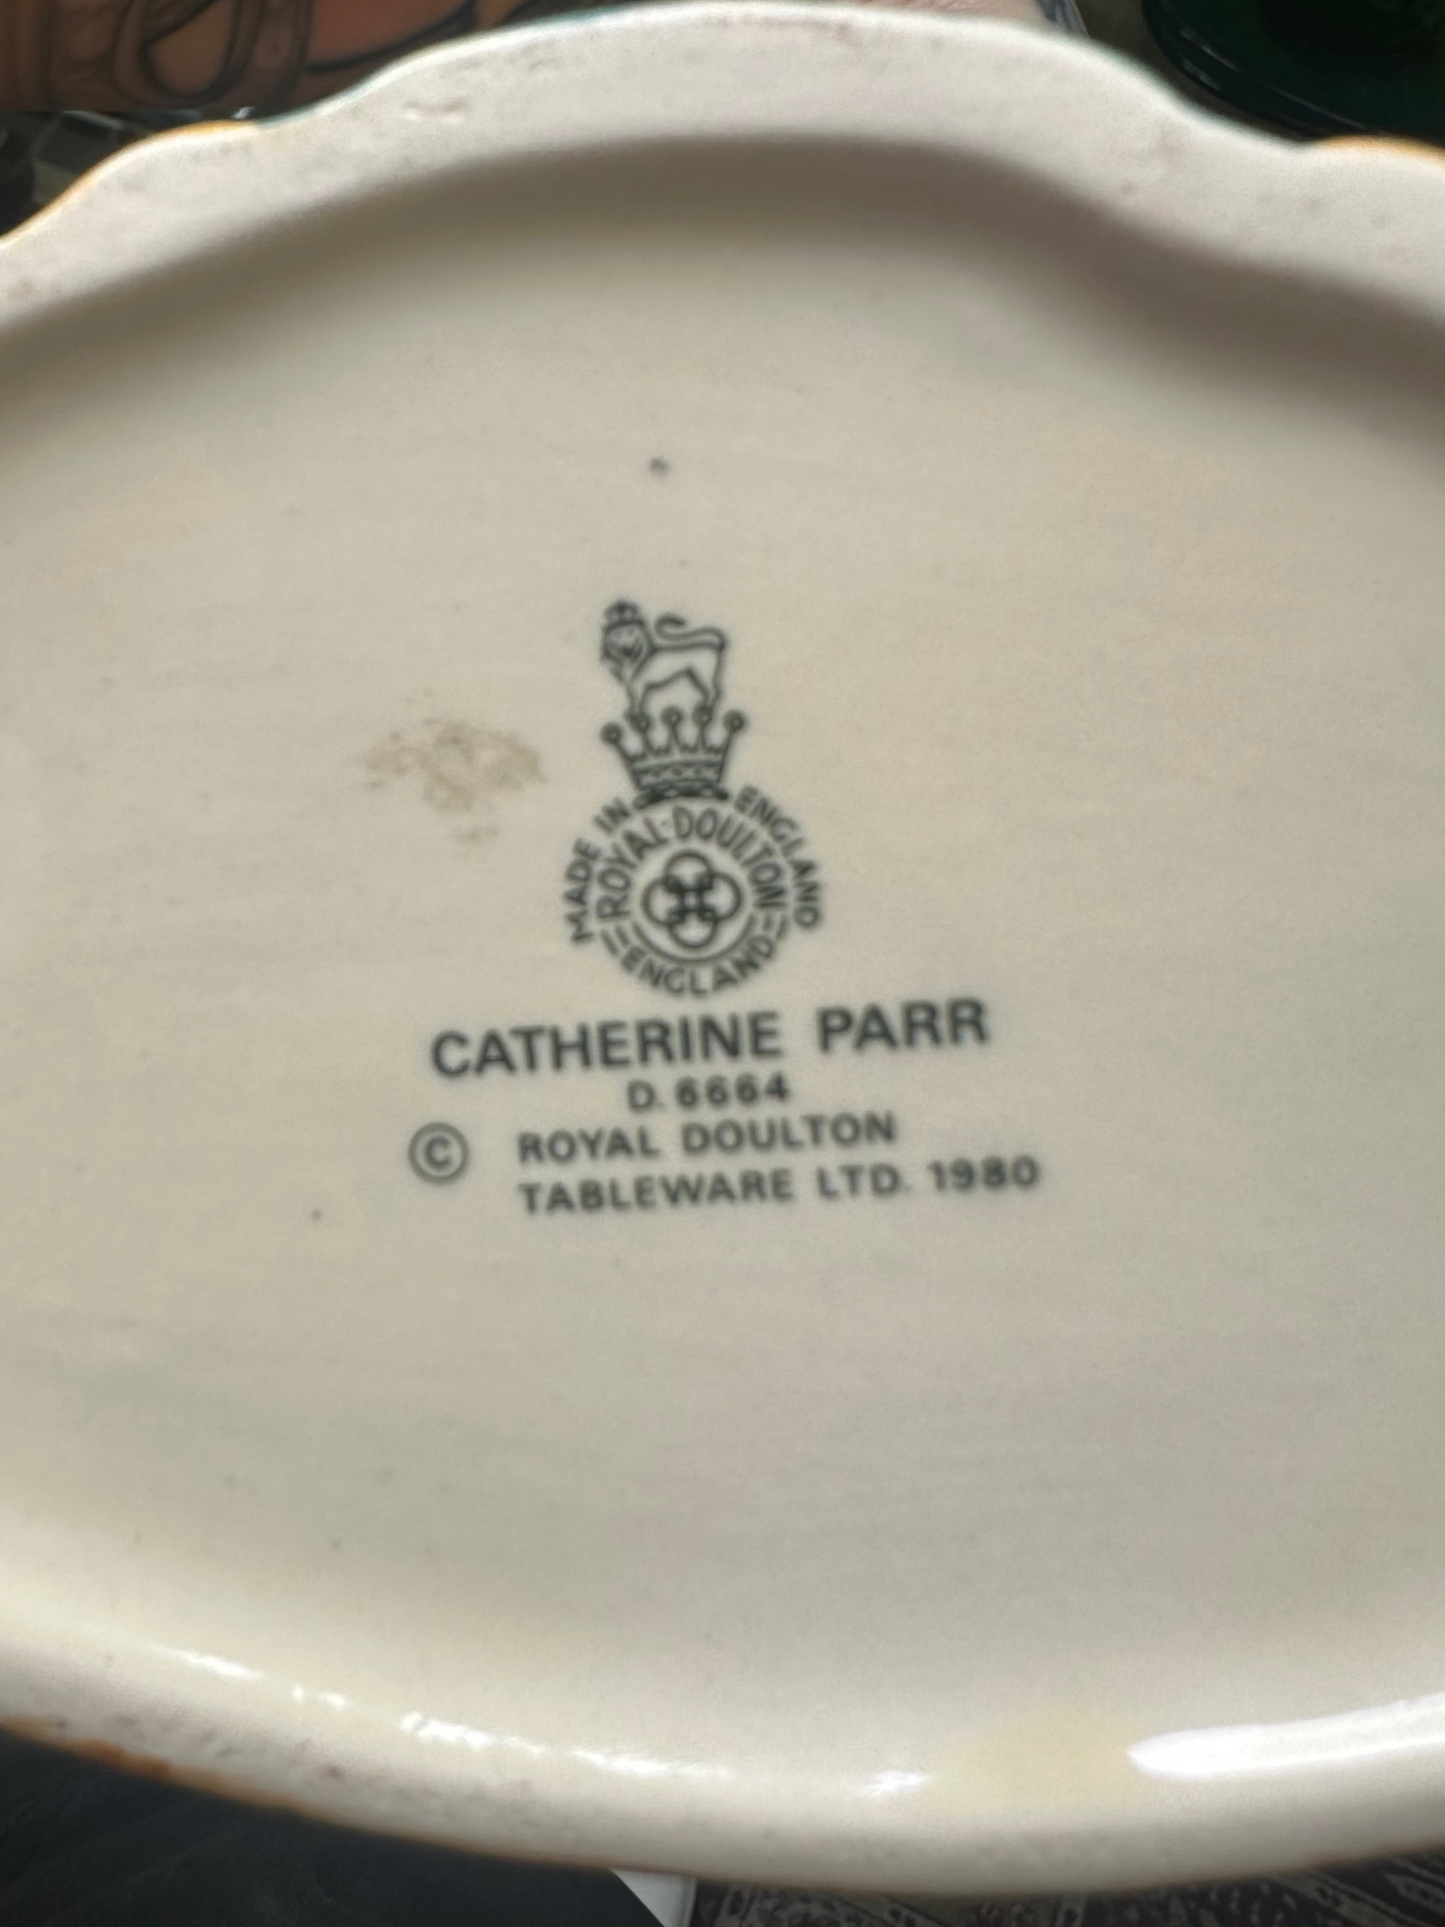 MADE IN ENGLAND
ROYAL·DOULTON
ENGLAND
CATHERINE PARR
D. 6664
© ROYAL DOULTON
TABLEWARE LTD. 1980